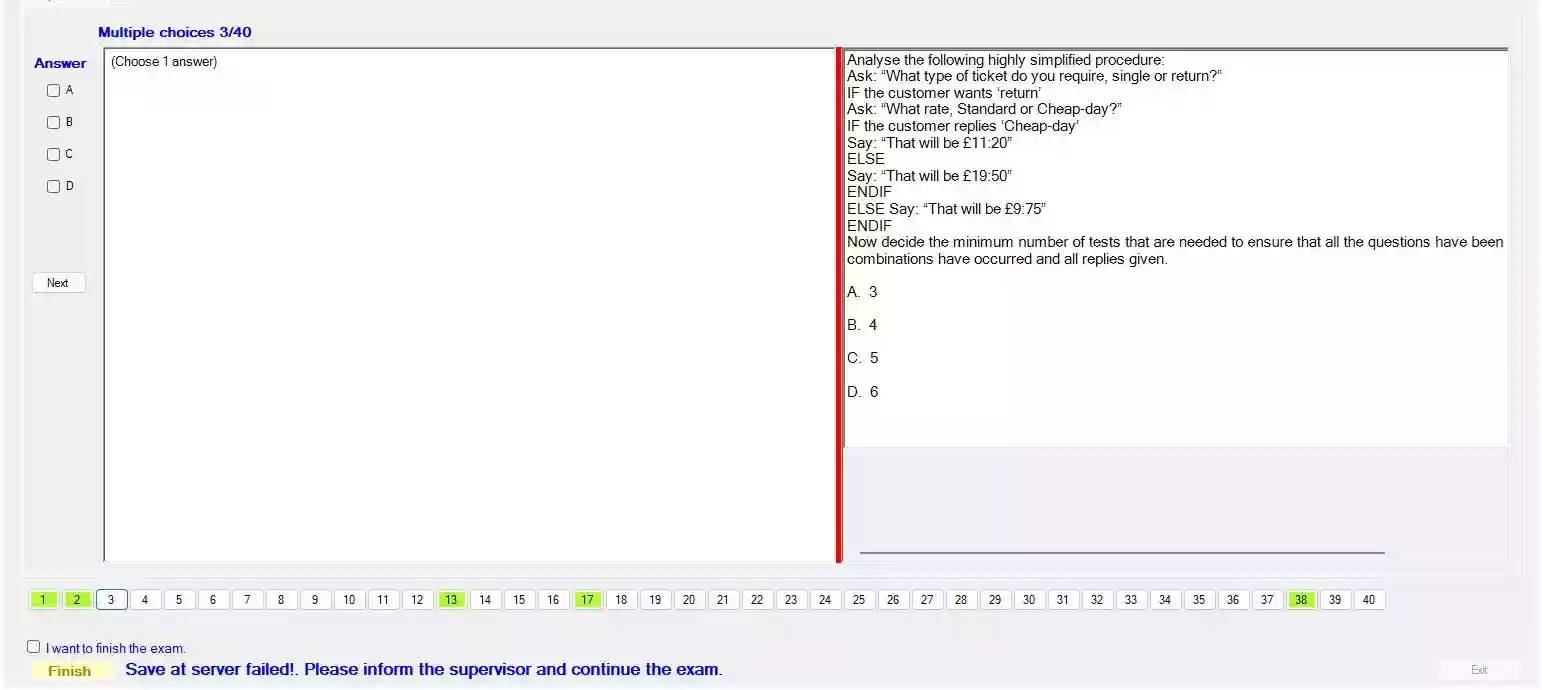 Multiple choices 3/40
Answer
(Choose 1 answer)
A
B
C
D
Next
Analyse the following highly simplified procedure:
Ask: “What type of ticket do you require, single or return?”
IF the customer wants ‘return’
Ask: “What rate, Standard or Cheap-day?”
IF the customer replies ‘Cheap-day’
Say: “That will be £11:20”
ELSE
Say: “That will be £19:50”
ENDIF
ELSE Say: “That will be £9:75”
ENDIF
Now decide the minimum number of tests that are needed to ensure that all the questions have been
combinations have occurred and all replies given.
A. 3
B. 4
C. 5
D. 6
1 2 3 4 5 6 7 8 9 10 11 12 13 14 15 16 17 18 19 20 21 22 23 24 25 26 27 28 29 30 31 32 33 34 35 36 37 38 39 40
I want to finish the exam.
Finish Save at server failed!. Please inform the supervisor and continue the exam. Exit